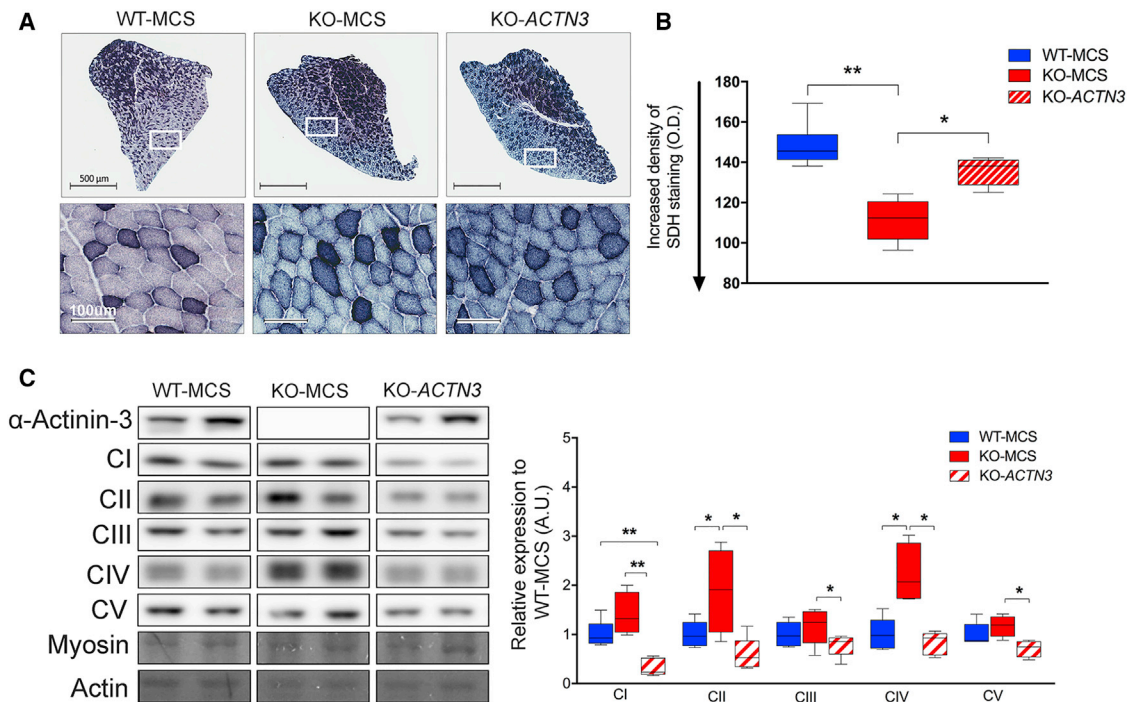 A
WT-MCS
KO-MCS
KO-ACTN3
500 µm
100um
B
WT-MCS
KO-MCS
KO-ACTN3
Increased density of
SDH staining (O.D.)
180
160
140
120
100
80
**
*
C
WT-MCS
KO-MCS
KO-ACTN3
α-Actinin-3
CI
CII
CIII
CIV
CV
Myosin
Actin
Relative expression to
WT-MCS (A.U.)
5
4
3
2
1
0
WT-MCS
KO-MCS
KO-ACTN3
**
**
*
*
*
*
*
*
CI
CII
CIII
CIV
CV